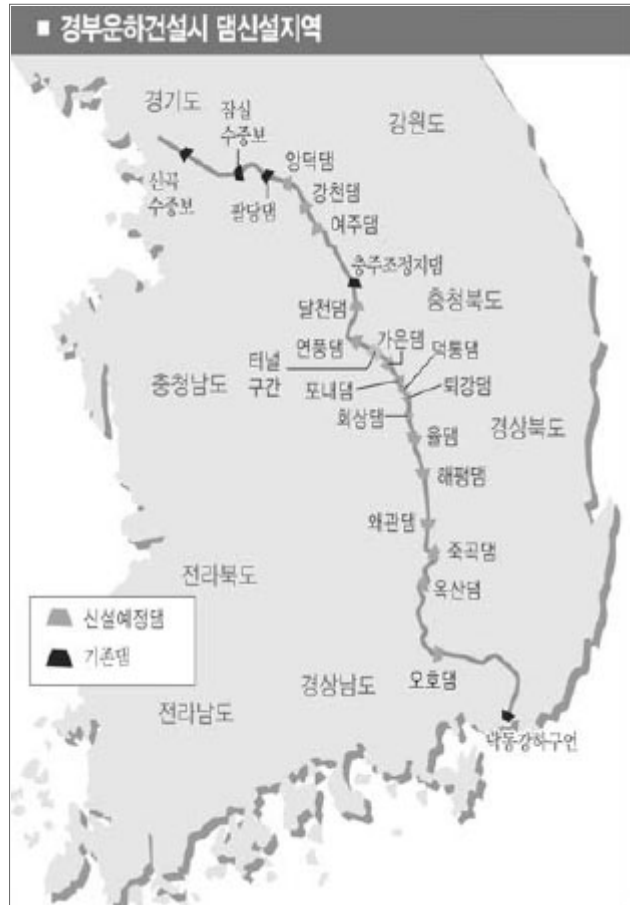 ■ 경부운하건설시 댐신설지역
경기도
잠실
수중보
강원도
신곡
수중보
팔당댐
앙덕댐
강천댐
여주댐
충주조정지댐
달천댐
충청북도
연풍댐
가은댐
터널
구간
덕통댐
포내댐
퇴강댐
충청남도
회상댐
경상북도
율댐
해평댐
왜관댐
죽곡댐
전라북도
옥산댐
신설예정댐
기존댐
경상남도
오호댐
전라남도
낙동강하구언